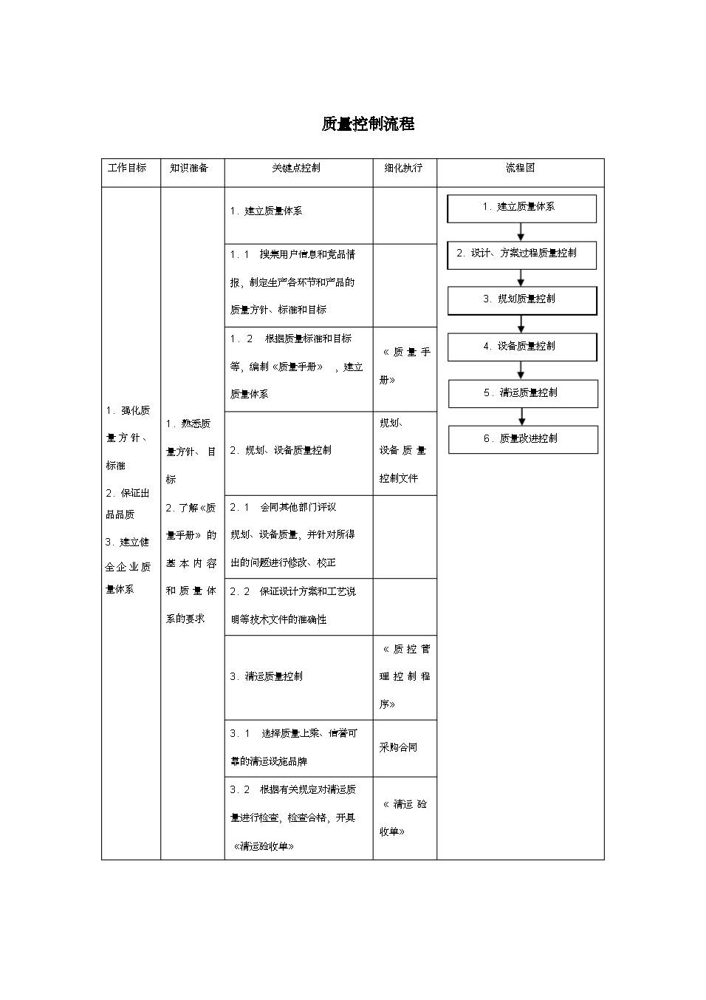 质量控制流程
工作目标
知识准备
关键点控制
细化执行
流程图
1. 强化质
量方针、
标准
2. 保证出
品品质
3. 建立健
全企业质
量体系
1. 熟悉质
量方针、目
标
2. 了解《质
量手册》的
基本内容
和质量体
系的要求
1. 建立质量体系
1.1 搜集用户信息和竞品情
报，制定生产各环节和产品的
质量方针、标准和目标
1.2 根据质量标准和目标
等，编制《质量手册》，建立
质量体系
《质量手
册》
2. 规划、设备质量控制
规划、
设备质量
控制文件
2.1 会同其他部门评议
规划、设备质量，并针对所得
出的问题进行修改、校正
2.2 保证设计方案和工艺说
明等技术文件的准确性
3. 清运质量控制
《质控管
理控制程
序》
3.1 选择质量上乘、信誉可
靠的清运设施品牌
采购合同
3.2 根据有关规定对清运质
量进行检查，检查合格，开具
《清运验收单》
《清运验
收单》
1. 建立质量体系
2. 设计、方案过程质量控制
3. 规划质量控制
4. 设备质量控制
5. 清运质量控制
6. 质量改进控制